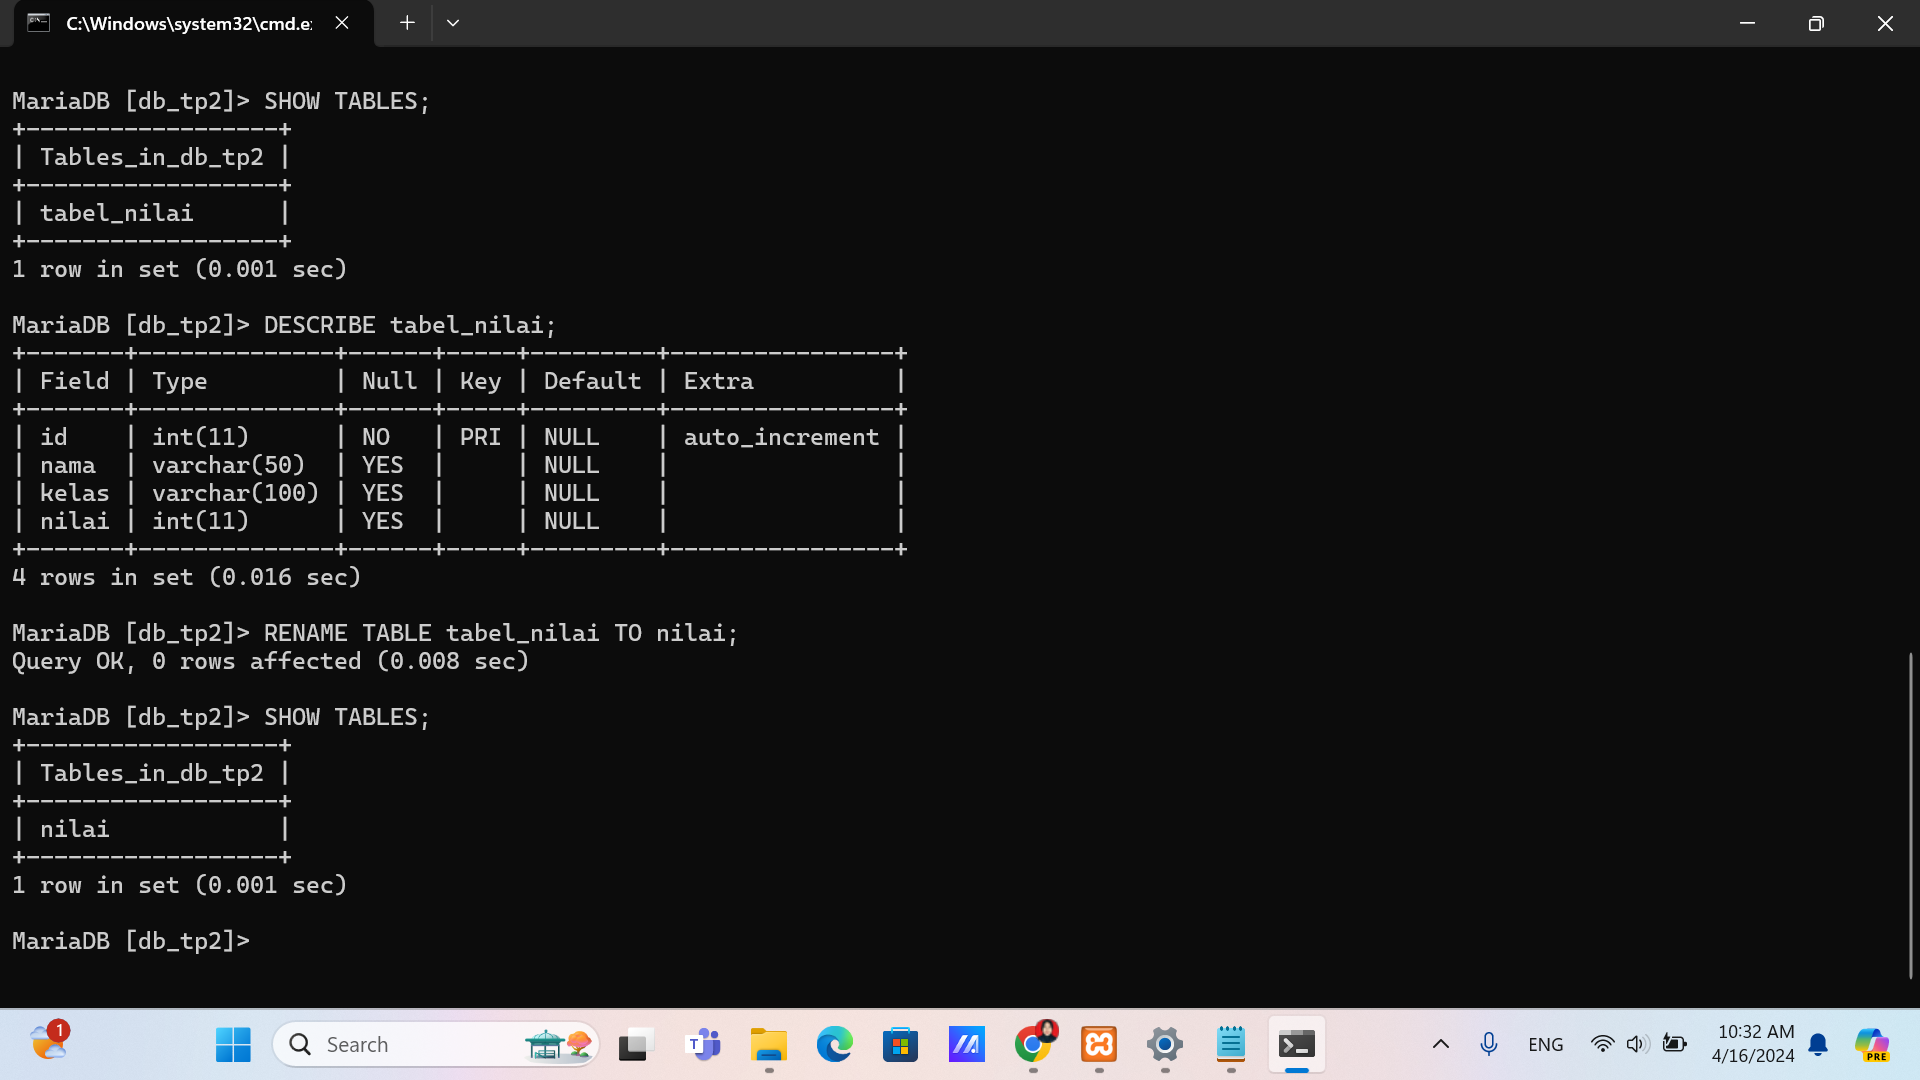 C:\Windows\system32\cmd.e
MariaDB [db_tp2]> SHOW TABLES;
+------------------+
| Tables_in_db_tp2 |
+------------------+
| tabel_nilai      |
+------------------+
1 row in set (0.001 sec)
MariaDB [db_tp2]> DESCRIBE tabel_nilai;
+-------+--------------+------+-----+---------+----------------+
| Field | Type         | Null | Key | Default | Extra          |
+-------+--------------+------+-----+---------+----------------+
| id    | int(11)      | NO   | PRI | NULL    | auto_increment |
| nama  | varchar(50)  | YES  |     | NULL    |                |
| kelas | varchar(100) | YES  |     | NULL    |                |
| nilai | int(11)      | YES  |     | NULL    |                |
+-------+--------------+------+-----+---------+----------------+
4 rows in set (0.016 sec)
MariaDB [db_tp2]> RENAME TABLE tabel_nilai TO nilai;
Query OK, 0 rows affected (0.008 sec)
MariaDB [db_tp2]> SHOW TABLES;
+------------------+
| Tables_in_db_tp2 |
+------------------+
| nilai            |
+------------------+
1 row in set (0.001 sec)
MariaDB [db_tp2]>
1
Search
T
ENG
10:32 AM
4/16/2024
PRE